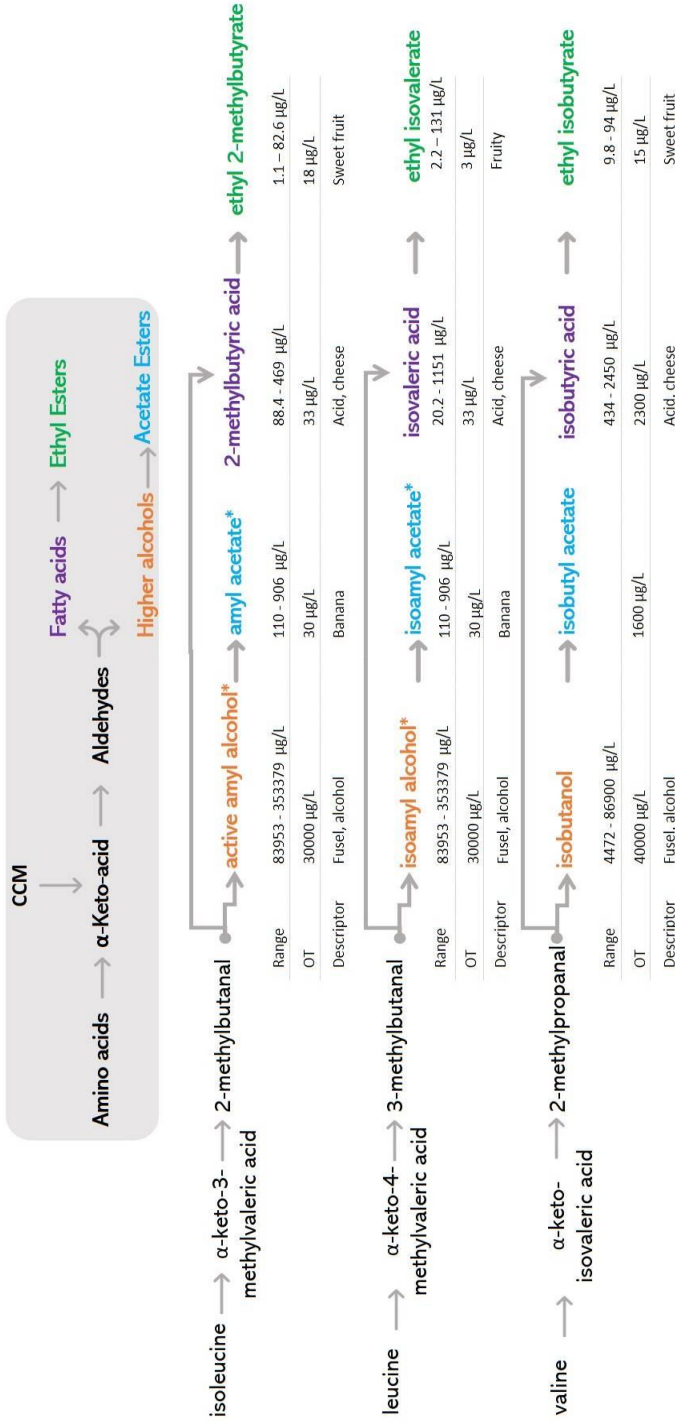 CCM
Amino acids
α-Keto-acid
Aldehydes
Fatty acids
Ethyl Esters
Higher alcohols
Acetate Esters
isoleucine
α-keto-3-
methylvaleric acid
2-methylbutanal
active amyl alcohol*
amyl acetate*
2-methylbutyric acid
ethyl 2-methylbutyrate
Range 83953 - 353379 µg/L 110 - 906 µg/L 88.4 - 469 µg/L 1.1 – 82.6 µg/L
OT 30000 µg/L 30 µg/L 33 µg/L 18 µg/L
Descriptor Fusel, alcohol Banana Acid, cheese Sweet fruit
leucine
α-keto-4-
methylvaleric acid
3-methylbutanal
isoamyl alcohol*
isoamyl acetate*
isovaleric acid
ethyl isovalerate
Range 83953 - 353379 µg/L 110 - 906 µg/L 20.2 - 1151 µg/L 2.2 – 131 µg/L
OT 30000 µg/L 30 µg/L 33 µg/L 3 µg/L
Descriptor Fusel, alcohol Banana Acid, cheese Fruity
valine
α-keto-
isovaleric acid
2-methylpropanal
isobutanol
isobutyl acetate
isobutyric acid
ethyl isobutyrate
Range 4472 - 86900 µg/L 434 - 2450 µg/L 9.8 - 94 µg/L
OT 40000 µg/L 1600 µg/L 2300 µg/L 15 µg/L
Descriptor Fusel, alcohol Acid, cheese Sweet fruit